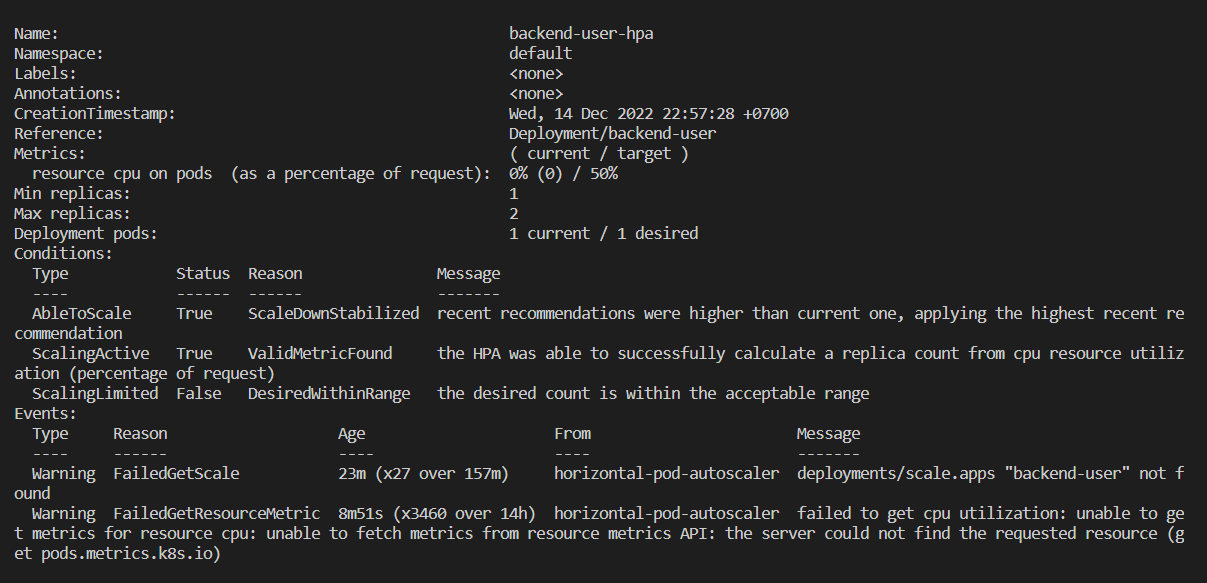 Name:                                                  backend-user-hpa
Namespace:                                             default
Labels:                                                <none>
Annotations:                                           <none>
CreationTimestamp:                                     Wed, 14 Dec 2022 22:57:28 +0700
Reference:                                             Deployment/backend-user
Metrics:                                               ( current / target )
  resource cpu on pods  (as a percentage of request):  0% (0) / 50%
Min replicas:                                          1
Max replicas:                                          2
Deployment pods:                                       1 current / 1 desired
Conditions:
  Type            Status  Reason               Message
  ----            ------  ------               -------
  AbleToScale     True    ScaleDownStabilized  recent recommendations were higher than current one, applying the highest recent re
commendation
  ScalingActive   True    ValidMetricFound     the HPA was able to successfully calculate a replica count from cpu resource utiliz
ation (percentage of request)
  ScalingLimited  False   DesiredWithinRange   the desired count is within the acceptable range
Events:
  Type     Reason                   Age                     From                       Message
  ----     ------                   ----                    ----                       -------
  Warning  FailedGetScale           23m (x27 over 157m)     horizontal-pod-autoscaler  deployments/scale.apps "backend-user" not f
ound
  Warning  FailedGetResourceMetric  8m51s (x3460 over 14h)  horizontal-pod-autoscaler  failed to get cpu utilization: unable to ge
t metrics for resource cpu: unable to fetch metrics from resource metrics API: the server could not find the requested resource (g
et pods.metrics.k8s.io)